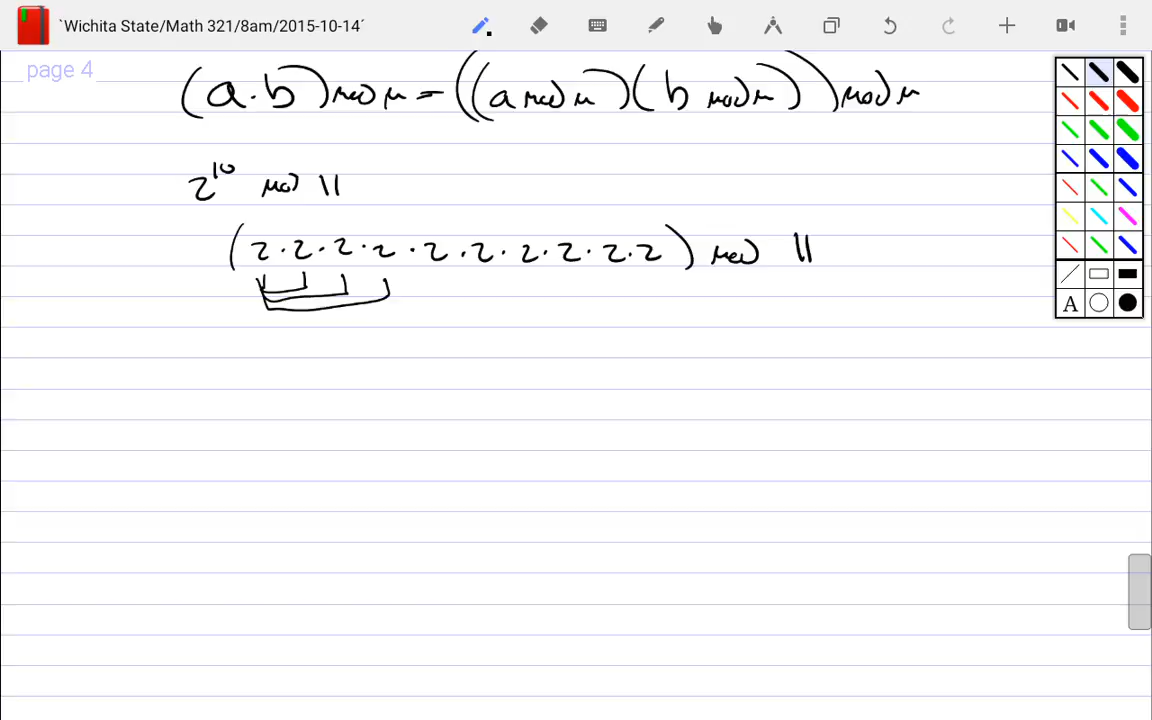 `Wichita State/Math 321/8am/2015-10-14´
page 4
(a·b) mod n = ((a mod n)(b mod n)) mod n
2^10 mod 11
(2·2·2·2·2·2·2·2·2·2) mod 11
A